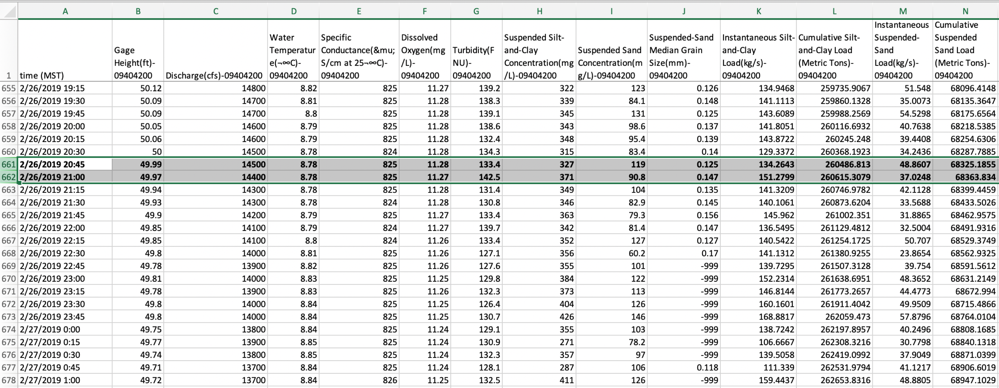 A B C D E F G H I J K L M N
1 time (MST) Gage Height(ft)-09404200 Discharge(cfs)-09404200 Water Temperature(¬∞C)-09404200 Specific Conductance(&mu;S/cm at 25¬∞C)-09404200 Dissolved Oxygen(mg/L)-09404200 Turbidity(FNU)-09404200 Suspended Silt-and-Clay Concentration(mg/L)-09404200 Suspended Sand Concentration(mg/L)-09404200 Suspended-Sand Median Grain Size(mm)-09404200 Instantaneous Silt-and-Clay Load(kg/s)-09404200 Cumulative Silt-and-Clay Load (Metric Tons)-09404200 Instantaneous Suspended-Sand Load(kg/s)-09404200 Cumulative Suspended Sand Load (Metric Tons)-09404200
655 2/26/2019 19:15 50.12 14800 8.82 825 11.27 139.2 322 123 0.126 134.9468 259735.9067 51.548 68096.4148
656 2/26/2019 19:30 50.09 14700 8.81 825 11.28 138.3 339 84.1 0.148 141.1113 259860.1328 35.0073 68135.3647
657 2/26/2019 19:45 50.09 14700 8.8 825 11.28 139.1 345 131 0.125 143.6089 259988.2569 54.5298 68175.6564
658 2/26/2019 20:00 50.05 14600 8.79 825 11.28 138.6 343 98.6 0.137 141.8051 260116.6932 40.7638 68218.5385
659 2/26/2019 20:15 50.06 14600 8.79 825 11.28 132.4 348 95.4 0.139 143.8722 260245.248 39.4408 68254.6306
660 2/26/2019 20:30 50 14500 8.78 824 11.28 134.3 315 83.4 0.14 129.3372 260368.1923 34.2436 68287.7885
661 2/26/2019 20:45 49.99 14500 8.78 825 11.28 133.4 327 119 0.125 134.2643 260486.813 48.8607 68325.1855
662 2/26/2019 21:00 49.97 14400 8.78 825 11.27 142.5 371 90.8 0.147 151.2799 260615.3079 37.0248 68363.834
663 2/26/2019 21:15 49.94 14300 8.78 825 11.28 131.4 349 104 0.135 141.3209 260746.9782 42.1128 68399.4459
664 2/26/2019 21:30 49.93 14300 8.78 824 11.28 130.8 346 82.9 0.145 140.1061 260873.6204 33.5688 68433.5026
665 2/26/2019 21:45 49.9 14200 8.79 825 11.27 133.4 363 79.3 0.156 145.962 261002.351 31.8865 68462.9575
666 2/26/2019 22:00 49.85 14100 8.79 824 11.27 139.7 342 81.4 0.147 136.5495 261129.4812 32.5004 68491.9316
667 2/26/2019 22:15 49.85 14100 8.8 824 11.26 133.4 352 127 0.127 140.5422 261254.1725 50.707 68529.3749
668 2/26/2019 22:30 49.8 14000 8.81 825 11.26 127.1 356 60.2 0.17 141.1312 261380.9255 23.8654 68562.9325
669 2/26/2019 22:45 49.78 13900 8.82 825 11.26 127.6 355 101 -999 139.7295 261507.3128 39.754 68591.5612
670 2/26/2019 23:00 49.81 14000 8.83 825 11.25 129.8 384 122 -999 152.2314 261638.6951 48.3652 68631.2149
671 2/26/2019 23:15 49.78 13900 8.83 825 11.26 132.3 373 113 -999 146.8144 261773.2657 44.4773 68672.994
672 2/26/2019 23:30 49.8 14000 8.84 825 11.25 126.4 404 126 -999 160.1601 261911.4042 49.9509 68715.4866
673 2/26/2019 23:45 49.8 14000 8.84 825 11.25 130.7 426 146 -999 168.8817 262059.473 57.8796 68764.0104
674 2/27/2019 0:00 49.75 13800 8.84 825 11.24 129.1 355 103 -999 138.7242 262197.8957 40.2496 68808.1685
675 2/27/2019 0:15 49.77 13900 8.85 825 11.24 130.9 271 78.2 -999 106.6667 262308.3216 30.7798 68840.1318
676 2/27/2019 0:30 49.74 13800 8.85 825 11.24 132.3 357 97 -999 139.5058 262419.0992 37.9049 68871.0399
677 2/27/2019 0:45 49.71 13700 8.84 825 11.24 128.1 287 106 0.118 111.339 262531.9794 41.1217 68906.6019
678 2/27/2019 1:00 49.72 13700 8.84 826 11.25 132.5 411 126 -999 159.4437 262653.8316 48.8805 68947.1029